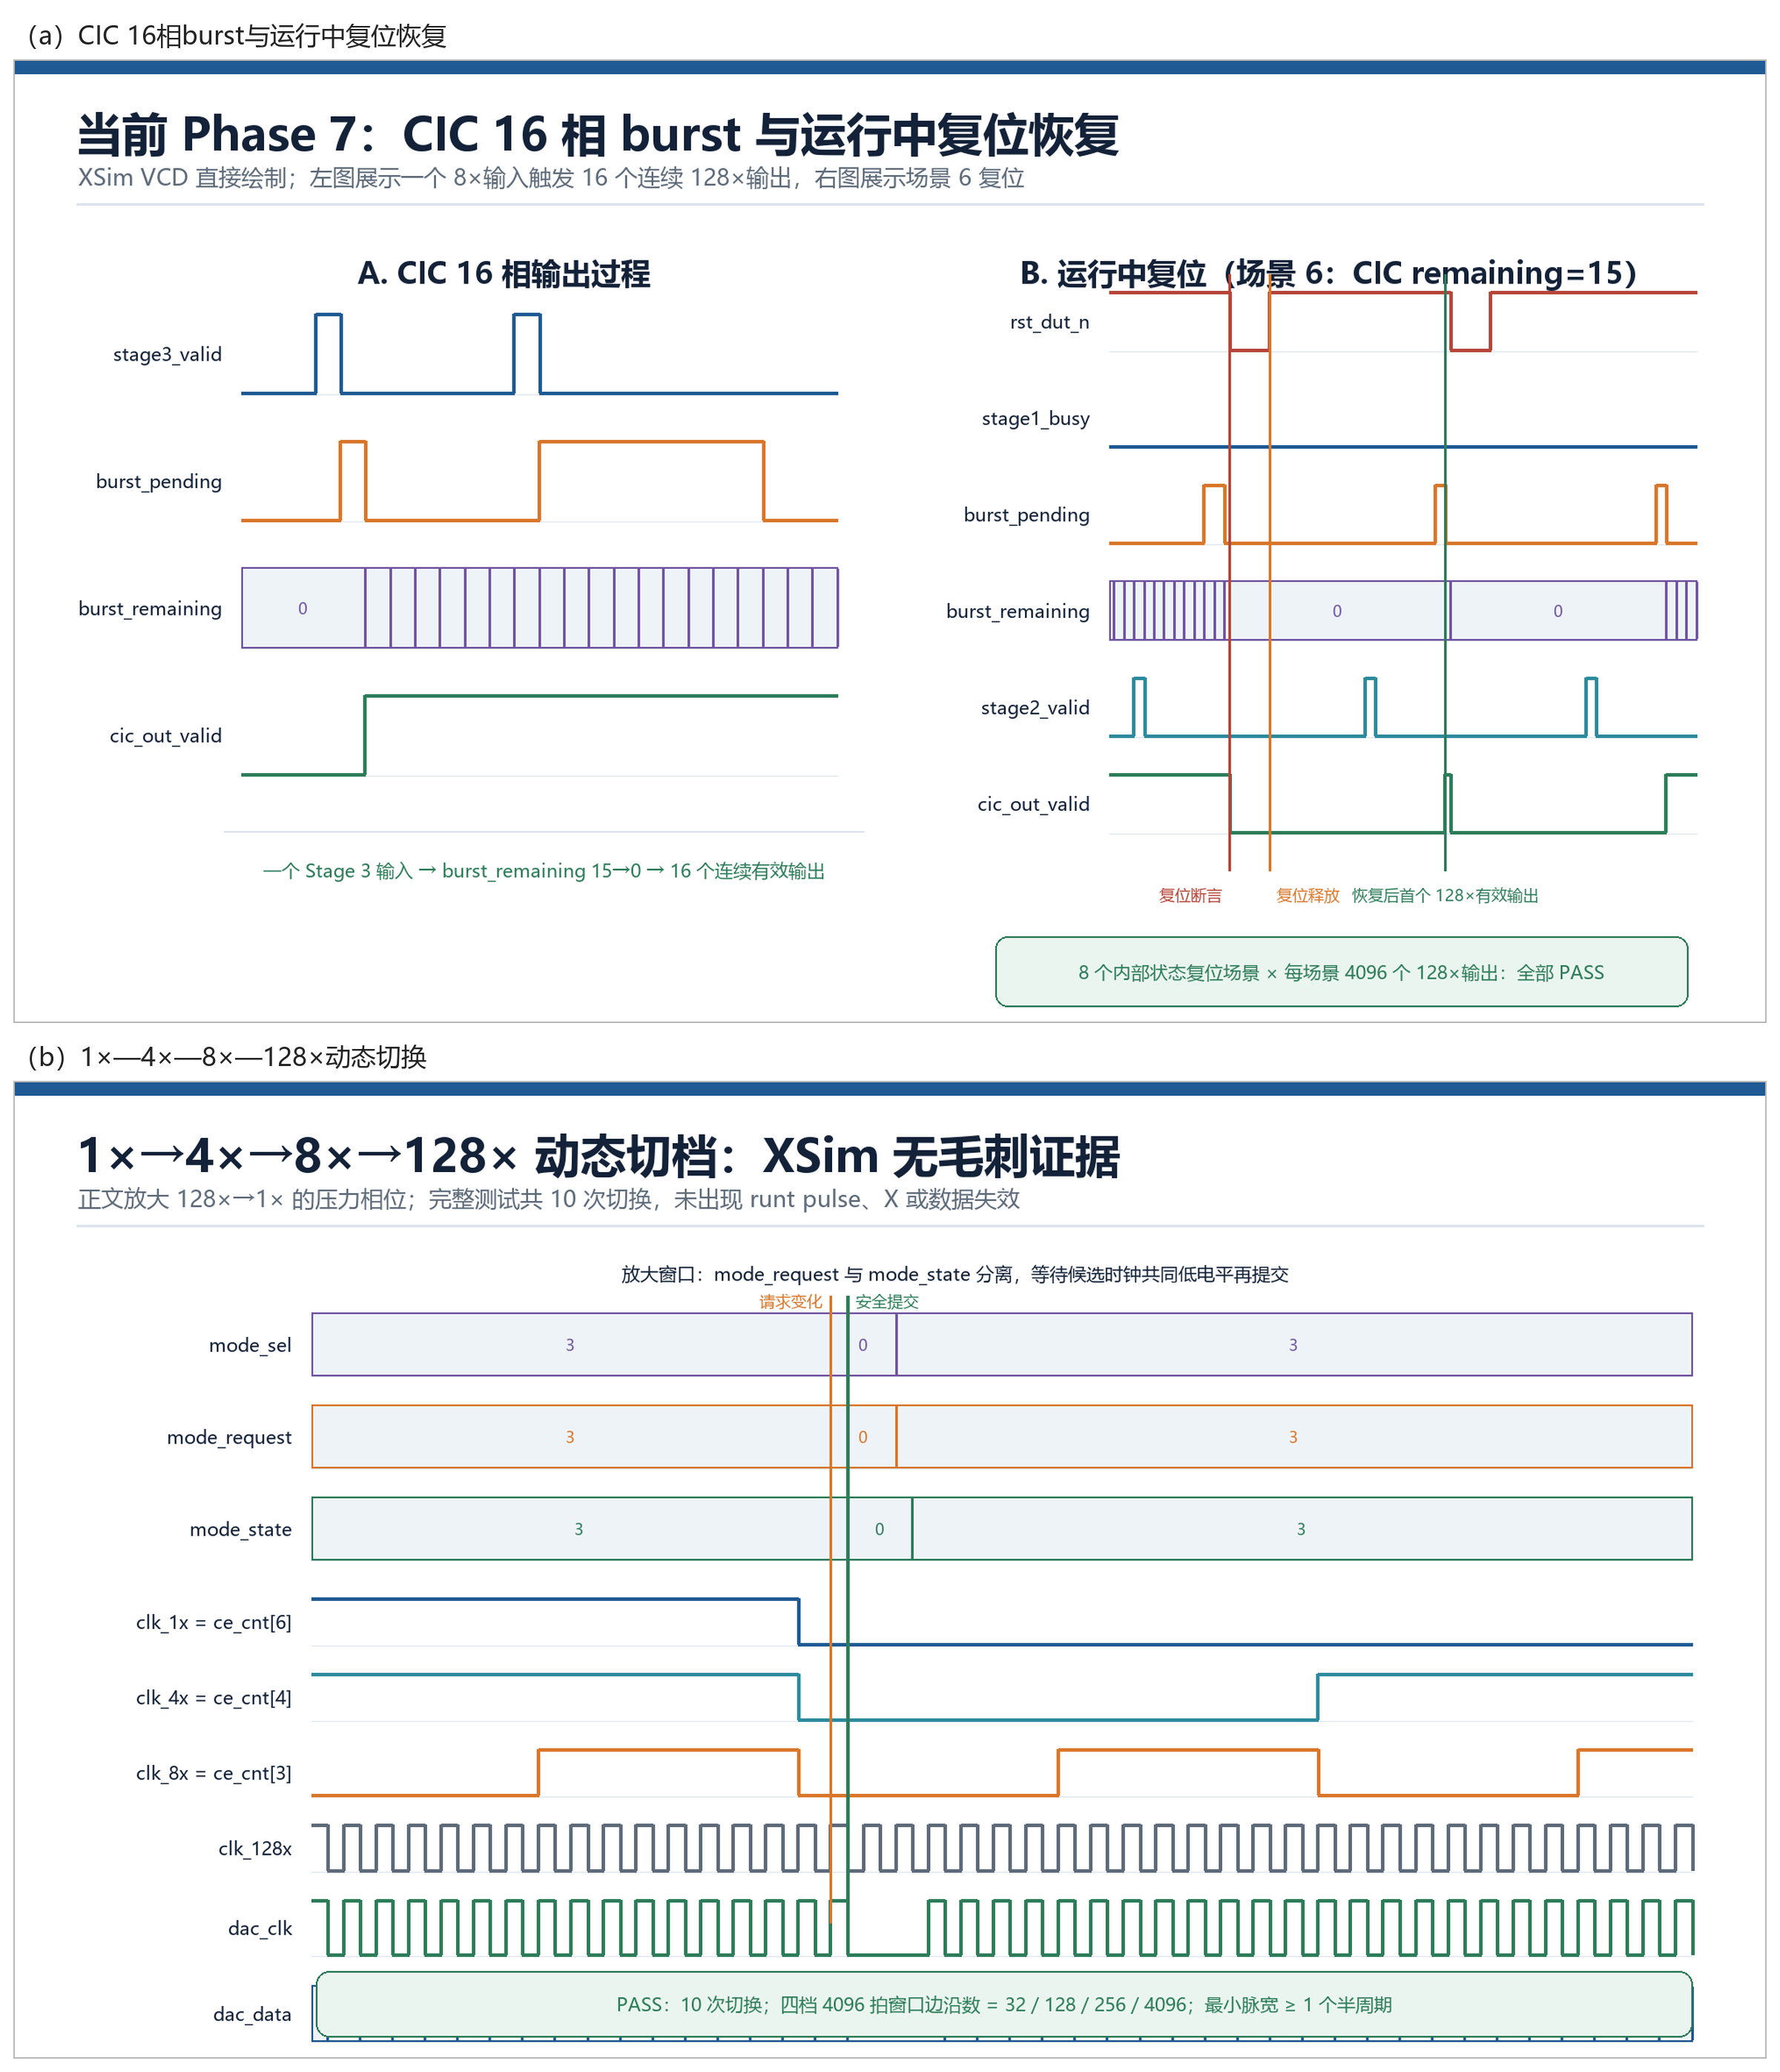 （a）CIC 16相burst与运行中复位恢复
当前 Phase 7：CIC 16 相 burst 与运行中复位恢复
XSim VCD 直接绘制；左图展示一个 8×输入触发 16 个连续 128×输出，右图展示场景 6 复位
A. CIC 16 相输出过程
stage3_valid
burst_pending
burst_remaining
0
cic_out_valid
一个 Stage 3 输入 → burst_remaining 15→0 → 16 个连续有效输出
B. 运行中复位（场景 6：CIC remaining=15）
rst_dut_n
stage1_busy
burst_pending
burst_remaining
0
0
stage2_valid
cic_out_valid
复位断言
复位释放
恢复后首个 128×有效输出
8 个内部状态复位场景 × 每场景 4096 个 128×输出：全部 PASS
（b）1×—4×—8×—128×动态切换
1×→4×→8×→128× 动态切档：XSim 无毛刺证据
正文放大 128×→1× 的压力相位；完整测试共 10 次切换，未出现 runt pulse、X 或数据失效
放大窗口：mode_request 与 mode_state 分离，等待候选时钟共同低电平再提交
请求变化
安全提交
mode_sel
3
0
3
mode_request
3
0
3
mode_state
3
0
3
clk_1x = ce_cnt[6]
clk_4x = ce_cnt[4]
clk_8x = ce_cnt[3]
clk_128x
dac_clk
dac_data
PASS：10 次切换；四档 4096 拍窗口边沿数 = 32 / 128 / 256 / 4096；最小脉宽 ≥ 1 个半周期